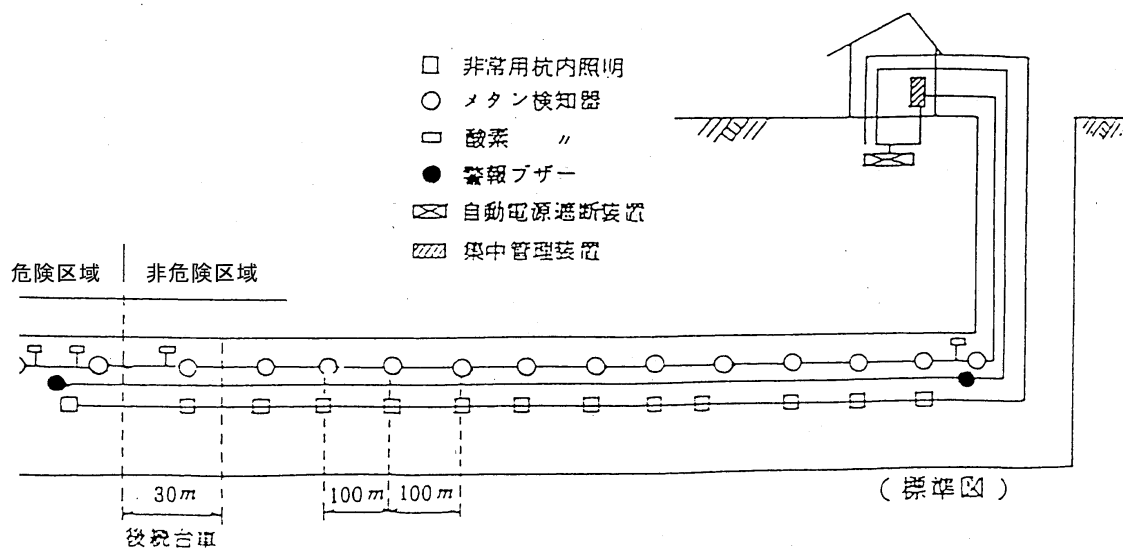 非常用杭内照明
メタン検知器
酸素 〃
警報ブザー
自動電源遮断装置
集中管理装置
危険区域
非危険区域
30m
100m
100m
後続台車
(標準図)